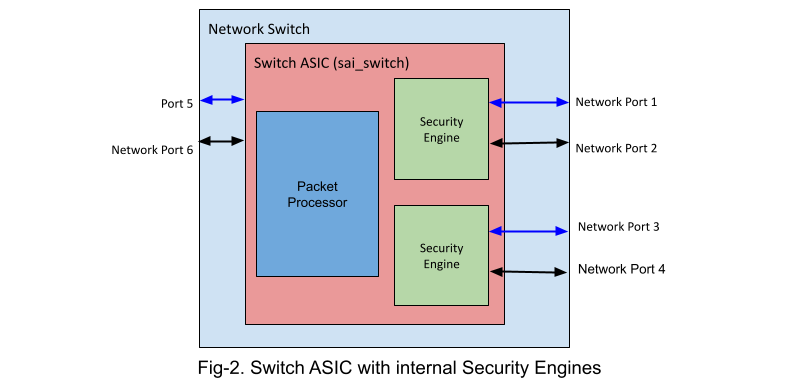 Network Switch
Switch ASIC (sai_switch)
Port 5
Network Port 6
Packet
Processor
Security
Engine
Network Port 1
Network Port 2
Security
Engine
Network Port 3
Network Port 4
Fig-2. Switch ASIC with internal Security Engines